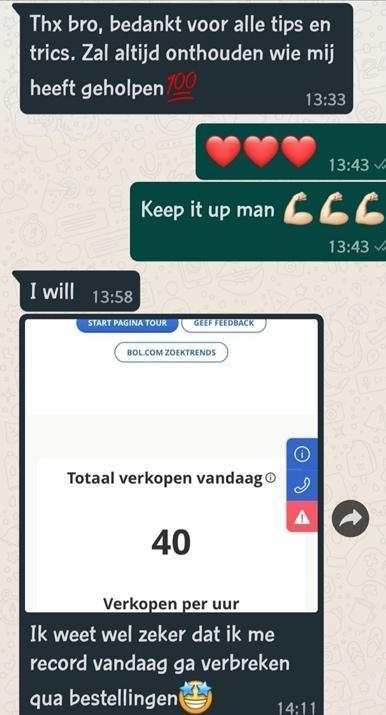 Thx bro, bedankt voor alle tips en
trics. Zal altijd onthouden wie mij
heeft geholpen💯
13:33
❤️❤️❤️ 13:43
Keep it up man 💪🏻💪🏻💪🏻
13:43
I will 13:58
START PAGINA TOUR GEEF FEEDBACK
BOL.COM ZOEKTRENDS
Totaal verkopen vandaag
40
Verkopen per uur
Ik weet wel zeker dat ik me
record vandaag ga verbreken
qua bestellingen🤩
14:11